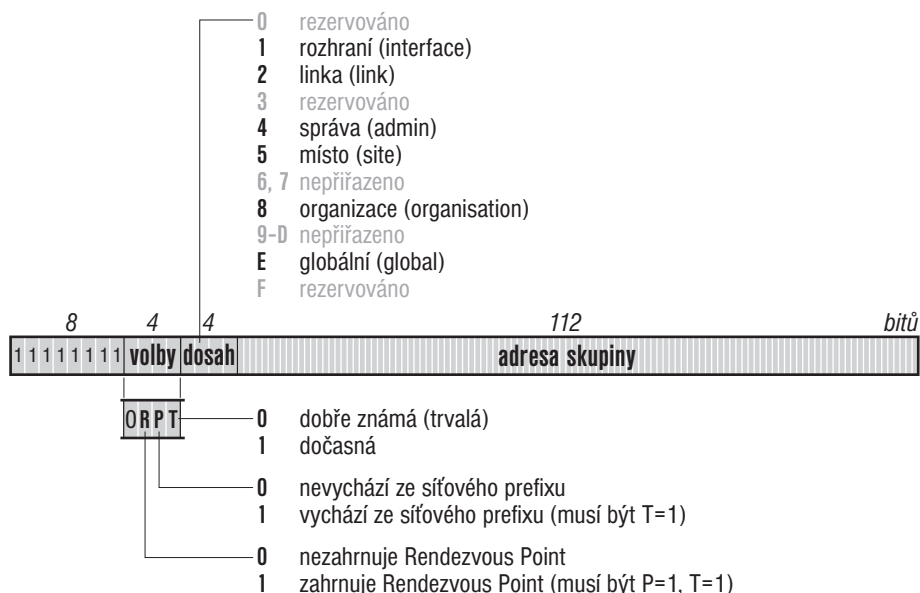 0 rezervováno
1 rozhraní (interface)
2 linka (link)
3 rezervováno
4 správa (admin)
5 místo (site)
6, 7 nepřiřazeno
8 organizace (organisation)
9-D nepřiřazeno
E globální (global)
F rezervováno
8 4 4 112 bitů
1 1 1 1 1 1 1 1 volby dosah adresa skupiny
0 R P T
0 dobře známá (trvalá)
1 dočasná
0 nevychází ze síťového prefixu
1 vychází ze síťového prefixu (musí být T=1)
0 nezahrnuje Rendezvous Point
1 zahrnuje Rendezvous Point (musí být P=1, T=1)